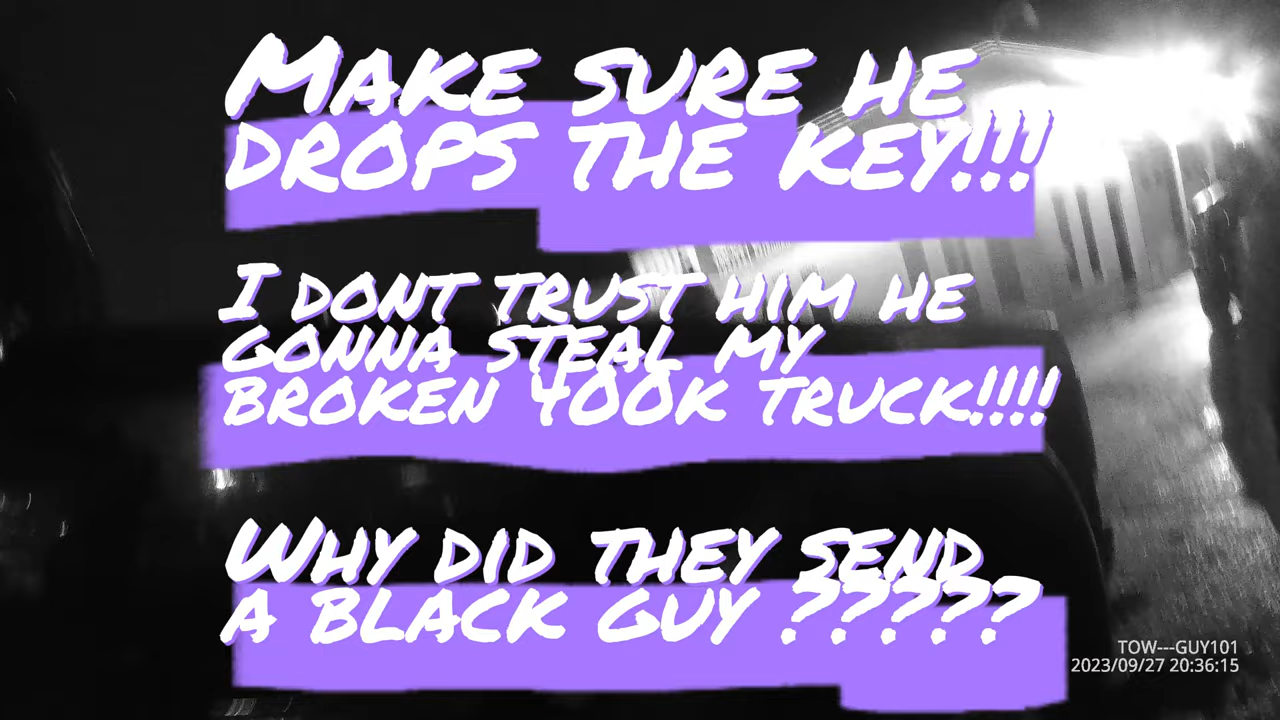 MAKE SURE HE
DROPS THE KEY!!!
I DONT TRUST HIM HE
GONNA STEAL MY
BROKEN 400K TRUCK!!!!
WHY DID THEY SEND
A BLACK GUY ?????
TOW---GUY101
2023/09/27 20:36:15